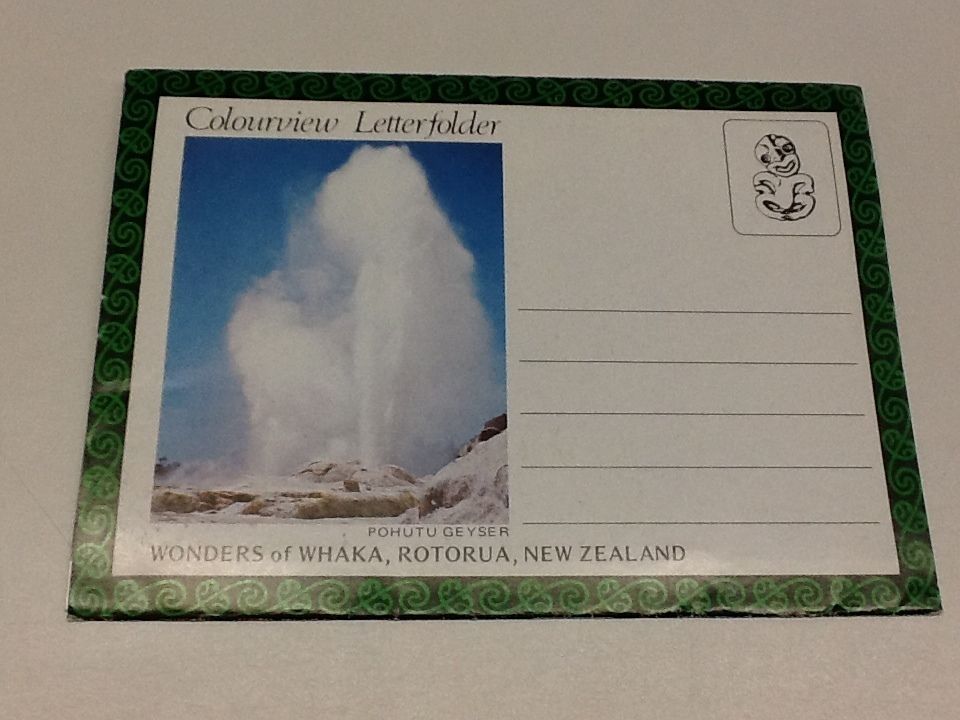 Colourview Letterfolder
POHUTU GEYSER
WONDERS of WHAKA, ROTORUA, NEW ZEALAND